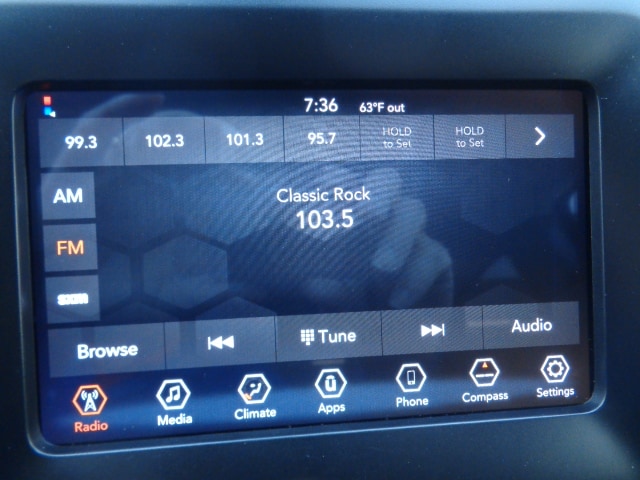 7:36 63°F out
99.3 102.3 101.3 95.7 HOLD to Set HOLD to Set
AM
Classic Rock
103.5
FM
SXM
Browse Tune Audio
Radio Media Climate Apps Phone Compass Settings